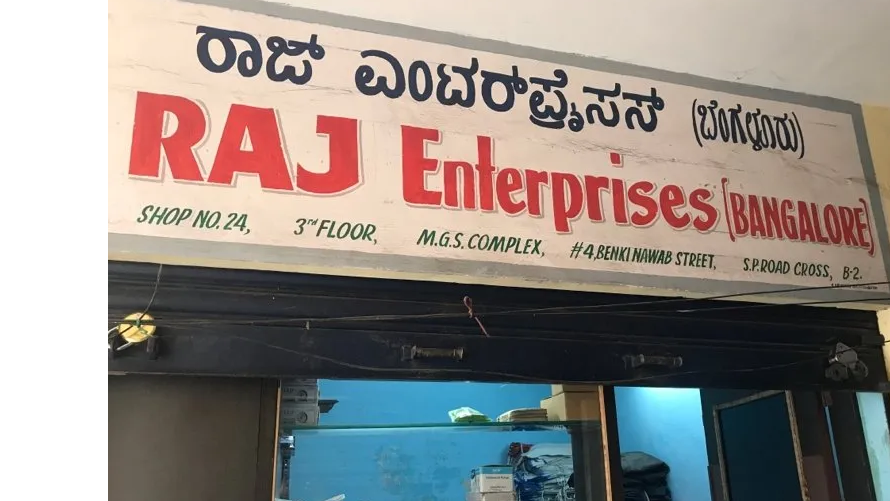 ರಾಜ್ ಎಂಟರ್‌ಪ್ರೈಸಸ್ (ಬೆಂಗಳೂರು)
RAJ Enterprises (BANGALORE)
SHOP NO. 24, 3rd FLOOR, M.G.S. COMPLEX, #4, BENKI NAWAB STREET, S.P. ROAD CROSS, B-2.